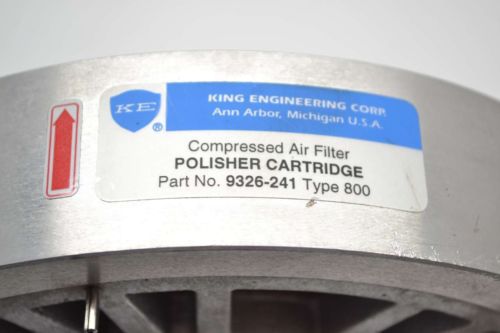 KE
®
KING ENGINEERING CORP.
Ann Arbor, Michigan U.S.A.
Compressed Air Filter
POLISHER CARTRIDGE
Part No. 9326-241 Type 800